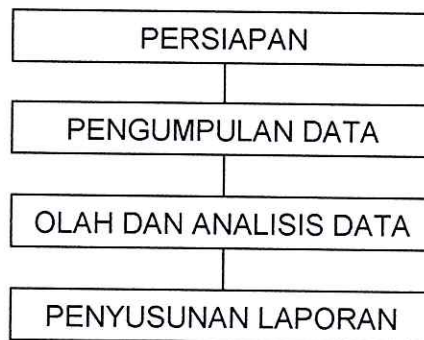 PERSIAPAN
PENGUMPULAN DATA
OLAH DAN ANALISIS DATA
PENYUSUNAN LAPORAN